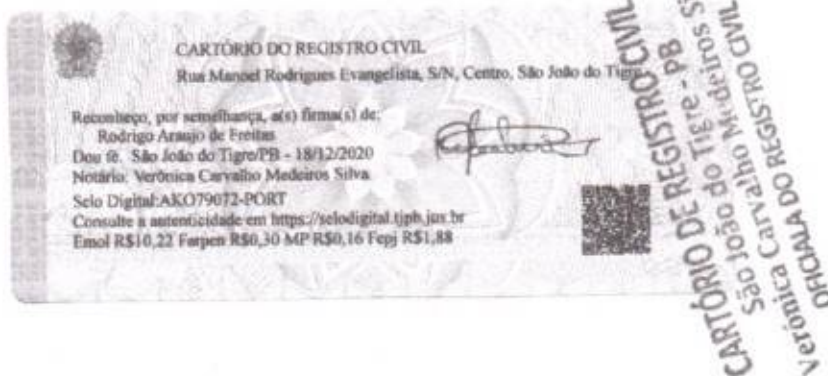 CARTÓRIO DO REGISTRO CIVIL
Rua Manoel Rodrigues Evangelista, S/N, Centro, São João do Tigre
Reconheço, por semelhança, a(s) firma(s) de:
Rodrigo Araujo de Freitas
Dou fé. São João do Tigre/PB - 18/12/2020
Notário: Verônica Carvalho Medeiros Silva
Selo Digital:AKO79072-PORT
Consulte a autenticidade em https://selodigital.tjpb.jus.br
Emol R$10,22 Farpen R$0,30 MP R$0,16 Fepj R$1,88
CARTÓRIO DE REGISTRO CIVIL
São João do Tigre - PB.
Verônica Carvalho Medeiros S
OFICIALA DO REGISTRO CIVIL